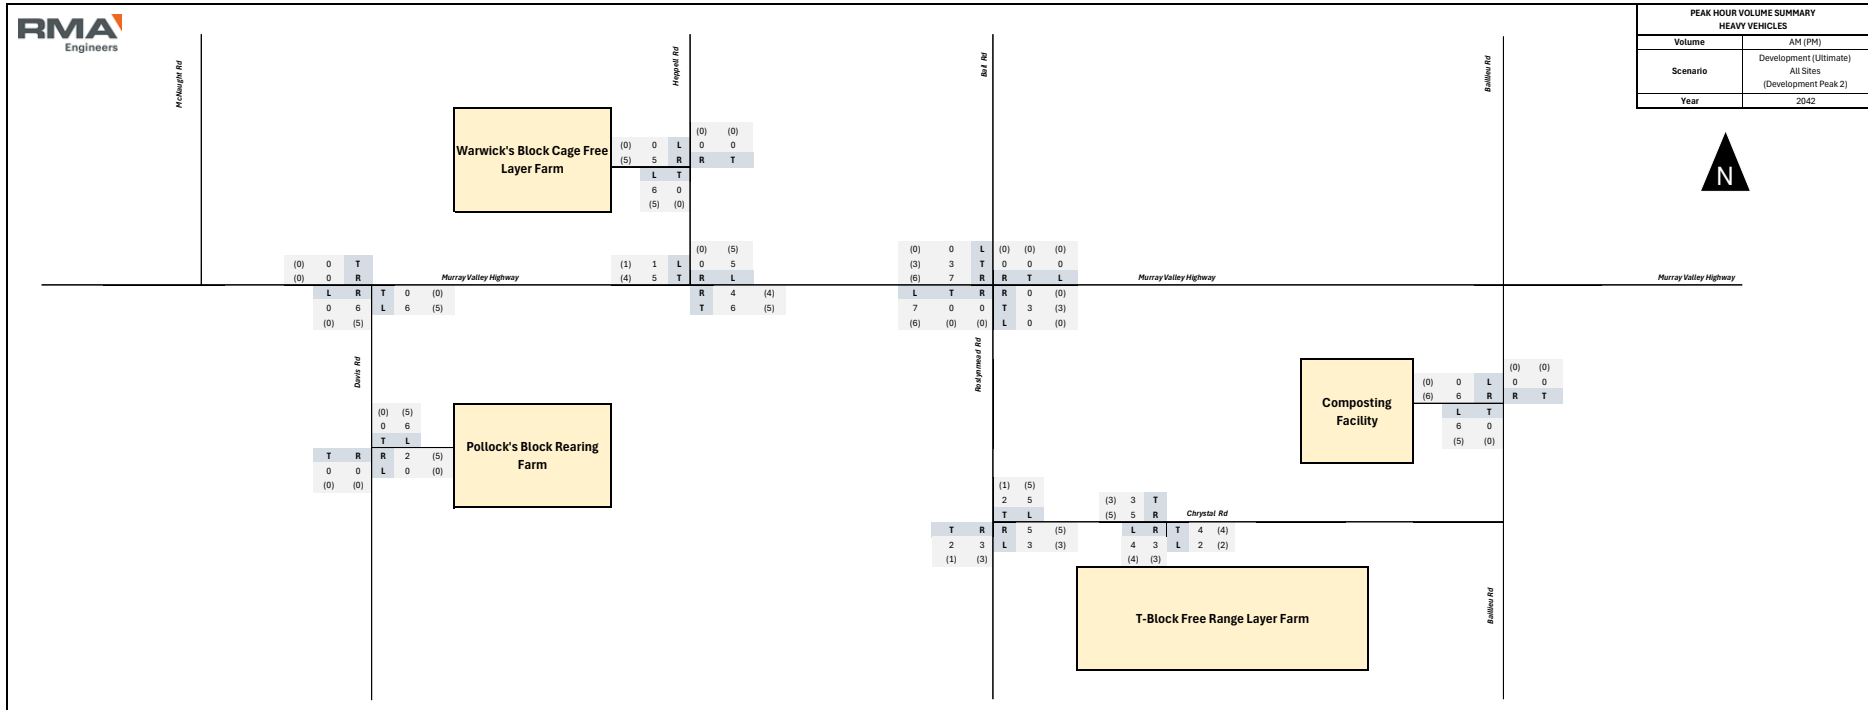 RMA
Engineers
PEAK HOUR VOLUME SUMMARY
HEAVY VEHICLES
Volume AM (PM)
Scenario Development (Ultimate)
All Sites
(Development Peak 2)
Year 2042
N
McNaught Rd
Heppell Rd
Ball Rd
Baillieu Rd
Warwick's Block Cage Free
Layer Farm
(0) (0)
(0) 0 L 0 0
(5) 5 R R T
L T
6 0
(5) (0)
(0) 0 T
(0) 0 R
Murray Valley Highway
L R T 0 (0)
0 6 L 6 (5)
(0) (5)
(0) (5)
(1) 1 L 0 5
(4) 5 T R L
R 4 (4)
T 6 (5)
(0) 0 L (0) (0) (0)
(3) 3 T 0 0 0
(6) 7 R R T L
L T R R 0 (0)
7 0 0 T 3 (3)
(6) (0) (0) L 0 (0)
Murray Valley Highway
Murray Valley Highway
Davis Rd
Roslynmead Rd
(0) (5)
0 6
T L
T R R 2 (5)
0 0 L 0 (0)
(0) (0)
Pollock's Block Rearing
Farm
Composting
Facility
(0) (0)
(0) 0 L 0 0
(6) 6 R R T
L T
6 0
(5) (0)
(1) (5)
2 5
T L
T R R 5 (5)
2 3 L 3 (3)
(1) (3)
(3) 3 T
(5) 5 R
Chrystal Rd
L R T 4 (4)
4 3 L 2 (2)
(4) (3)
T-Block Free Range Layer Farm
Baillieu Rd